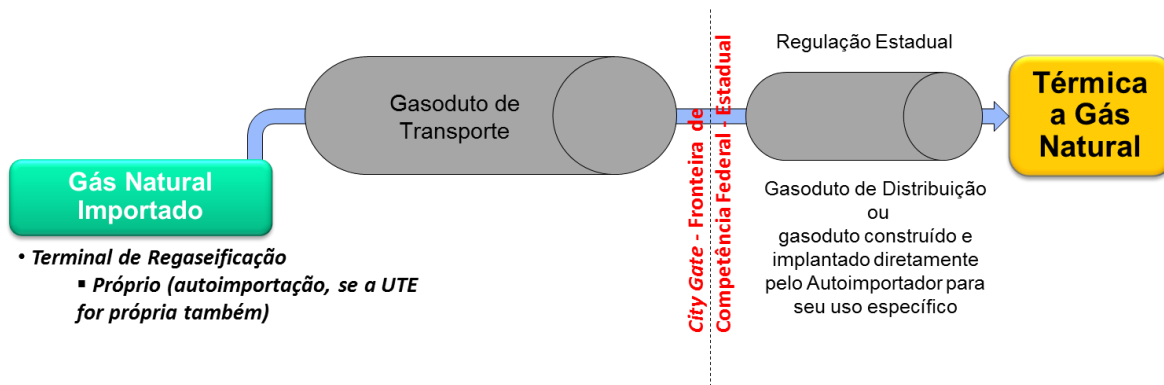 Gás Natural
Importado
• Terminal de Regaseificação
▪ Próprio (autoimportação, se a UTE
for própria também)
Gasoduto de
Transporte
City Gate - Fronteira de
Competência Federal - Estadual
Regulação Estadual
Gasoduto de Distribuição
ou
gasoduto construído e
implantado diretamente
pelo Autoimportador para
seu uso específico
Térmica
a Gás
Natural